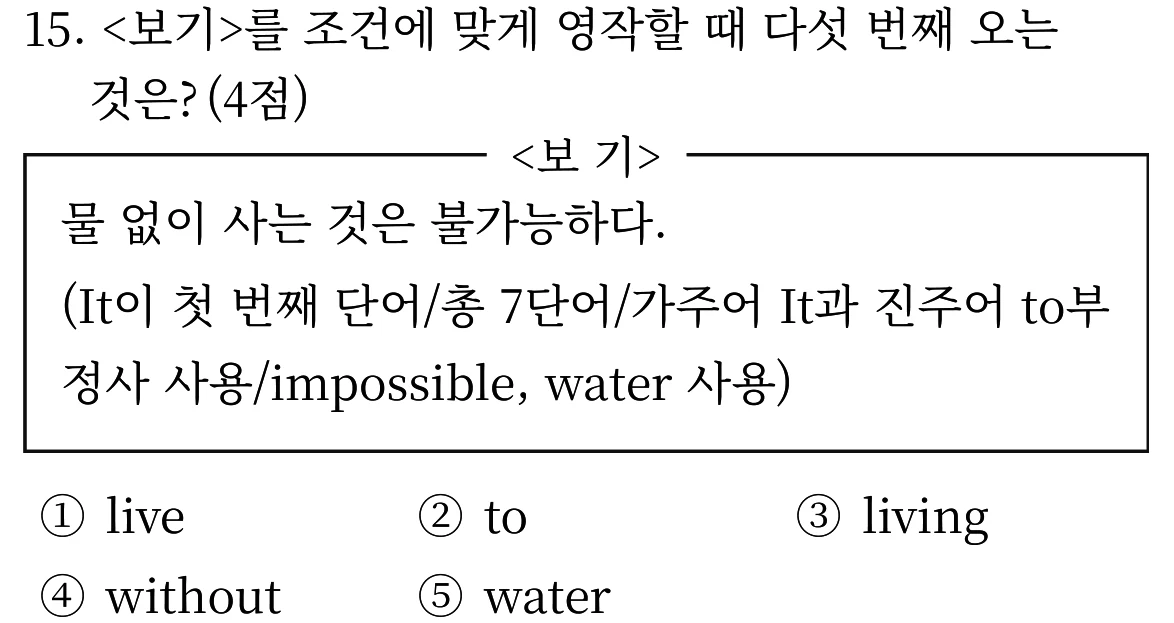 15. <보기>를 조건에 맞게 영작할 때 다섯 번째 오는
것은? (4점)
<보 기>
물 없이 사는 것은 불가능하다.
(It이 첫 번째 단어/총 7단어/가주어 It과 진주어 to부
정사 사용/impossible, water 사용)
① live ② to ③ living
④ without ⑤ water